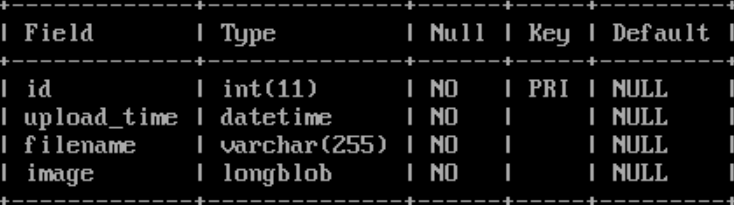 | Field | Type | Null | Key | Default |
| id | int(11) | NO | PRI | NULL |
| upload_time | datetime | NO | | NULL |
| filename | varchar(255) | NO | | NULL |
| image | longblob | NO | | NULL |